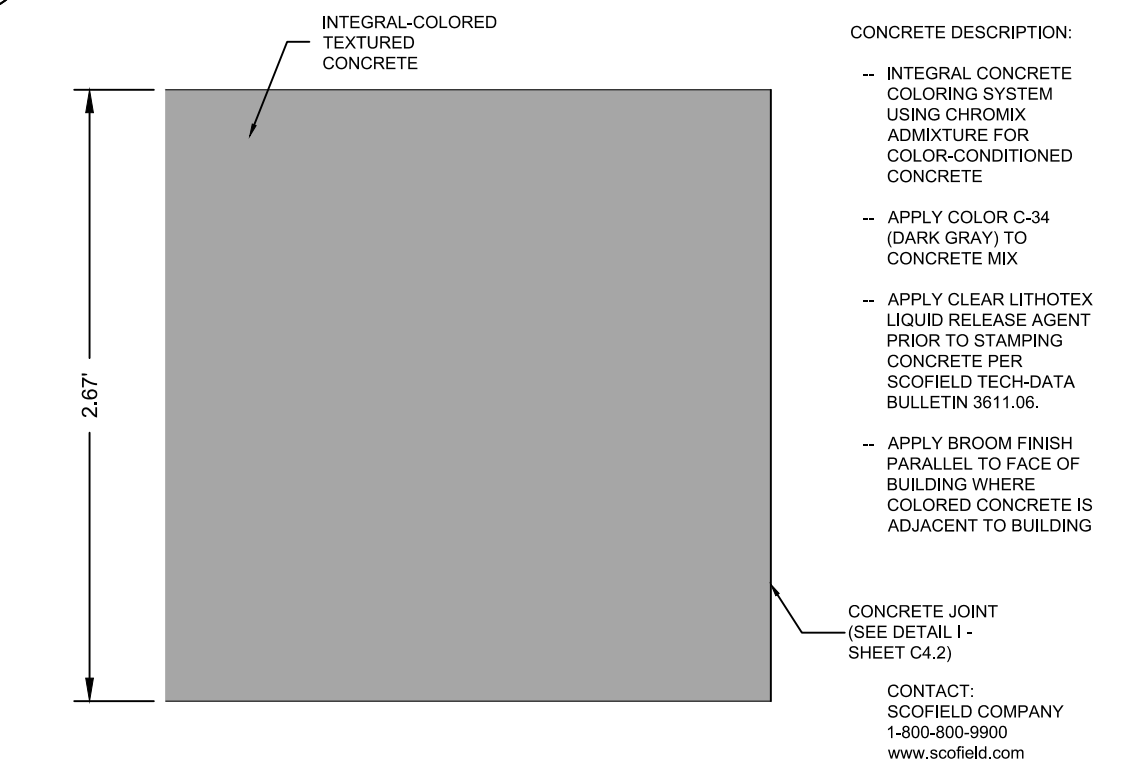 INTEGRAL-COLORED
TEXTURED
CONCRETE
2.67'
CONCRETE DESCRIPTION:
-- INTEGRAL CONCRETE
COLORING SYSTEM
USING CHROMIX
ADMIXTURE FOR
COLOR-CONDITIONED
CONCRETE
-- APPLY COLOR C-34
(DARK GRAY) TO
CONCRETE MIX
-- APPLY CLEAR LITHOTEX
LIQUID RELEASE AGENT
PRIOR TO STAMPING
CONCRETE PER
SCOFIELD TECH-DATA
BULLETIN 3611.06.
-- APPLY BROOM FINISH
PARALLEL TO FACE OF
BUILDING WHERE
COLORED CONCRETE IS
ADJACENT TO BUILDING
CONCRETE JOINT
(SEE DETAIL I -
SHEET C4.2)
CONTACT:
SCOFIELD COMPANY
1-800-800-9900
www.scofield.com